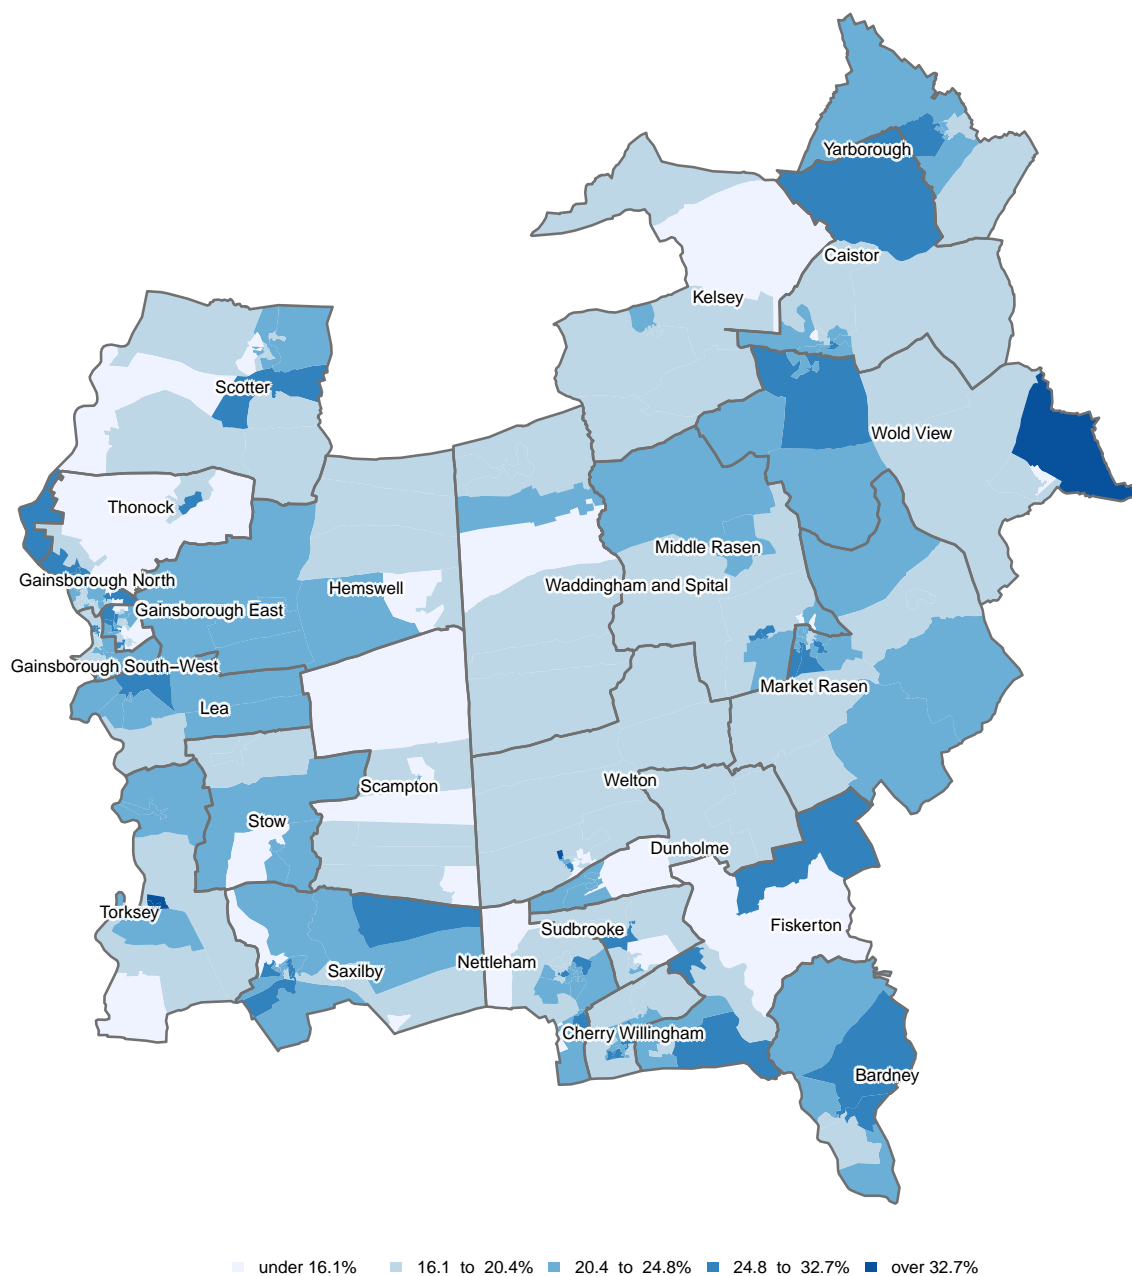 Yarborough
Caistor
Kelsey
Scotter
Wold View
Thonock
Middle Rasen
Gainsborough North
Hemswell
Waddingham and Spital
Gainsborough East
Gainsborough South−West
Market Rasen
Lea
Welton
Scampton
Stow
Dunholme
Torksey
Sudbrooke
Fiskerton
Nettleham
Saxilby
Cherry Willingham
Bardney
under 16.1% 16.1 to 20.4% 20.4 to 24.8% 24.8 to 32.7% over 32.7%